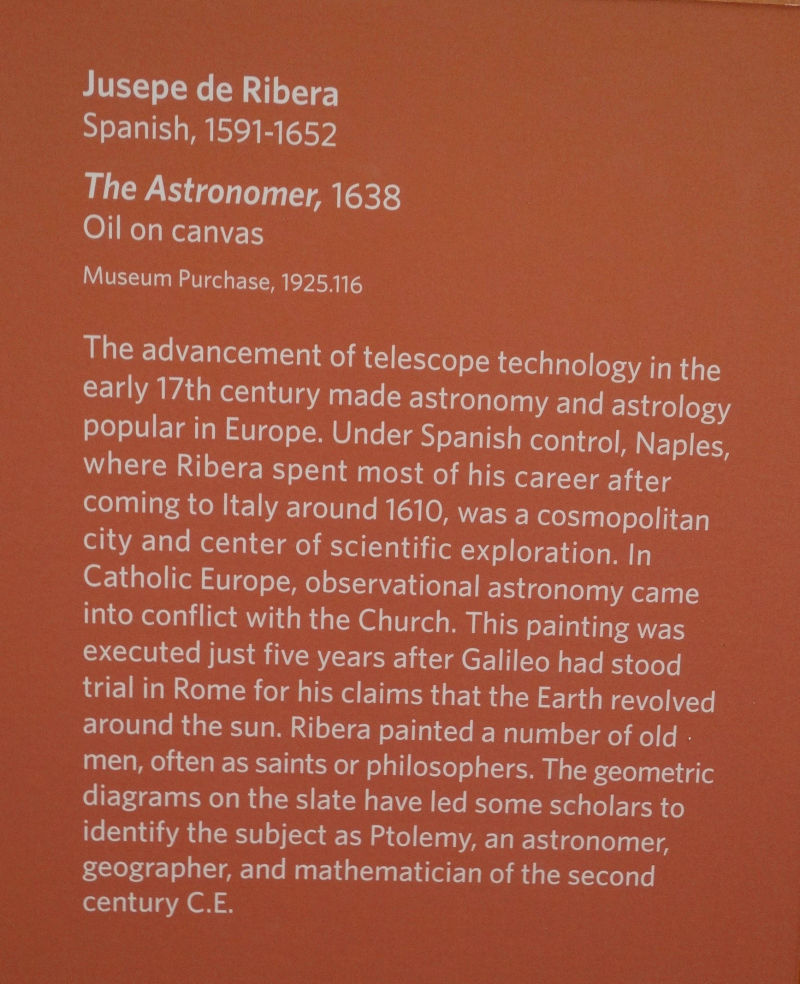 Jusepe de Ribera
Spanish, 1591-1652
The Astronomer, 1638
Oil on canvas
Museum Purchase, 1925.116
The advancement of telescope technology in the
early 17th century made astronomy and astrology
popular in Europe. Under Spanish control, Naples,
where Ribera spent most of his career after
coming to Italy around 1610, was a cosmopolitan
city and center of scientific exploration. In
Catholic Europe, observational astronomy came
into conflict with the Church. This painting was
executed just five years after Galileo had stood
trial in Rome for his claims that the Earth revolved
around the sun. Ribera painted a number of old
men, often as saints or philosophers. The geometric
diagrams on the slate have led some scholars to
identify the subject as Ptolemy, an astronomer,
geographer, and mathematician of the second
century C.E.